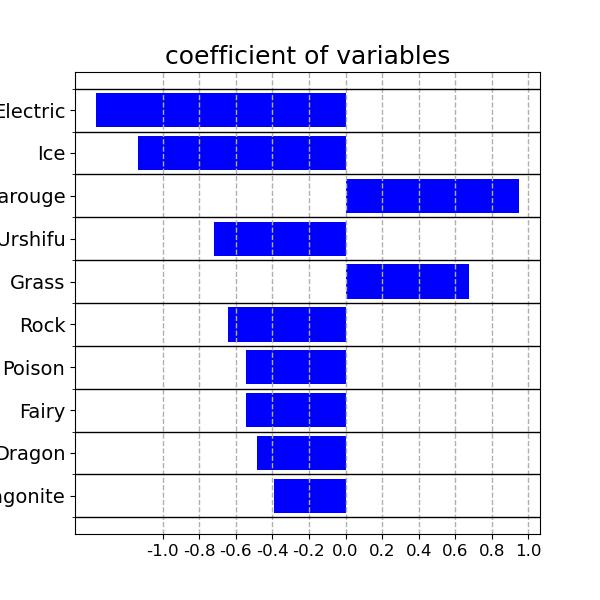 coefficient of variables
Electric
Ice
arouge
Urshifu
Grass
Rock
Poison
Fairy
Dragon
gonite
-1.0 -0.8 -0.6 -0.4 -0.2 0.0 0.2 0.4 0.6 0.8 1.0